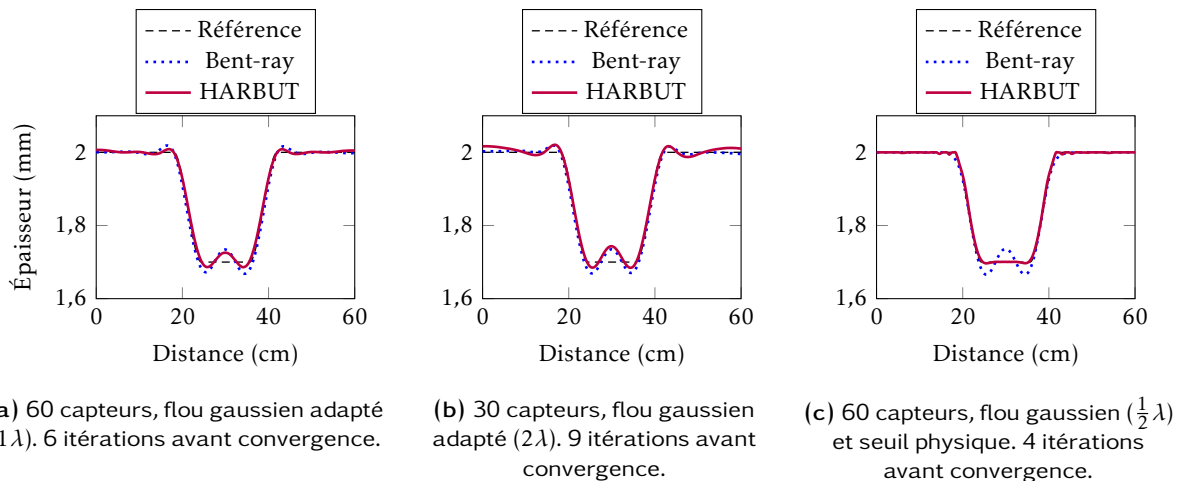 Référence
Bent-ray
HARBUT
2
1,8
1,6
0 20 40 60
Épaisseur (mm)
Distance (cm)
a) 60 capteurs, flou gaussien adapté
1λ). 6 itérations avant convergence.
Référence
Bent-ray
HARBUT
2
1,8
1,6
0 20 40 60
Distance (cm)
(b) 30 capteurs, flou gaussien
adapté (2λ). 9 itérations avant
convergence.
Référence
Bent-ray
HARBUT
2
1,8
1,6
0 20 40 60
Distance (cm)
(c) 60 capteurs, flou gaussien (½λ)
et seuil physique. 4 itérations
avant convergence.